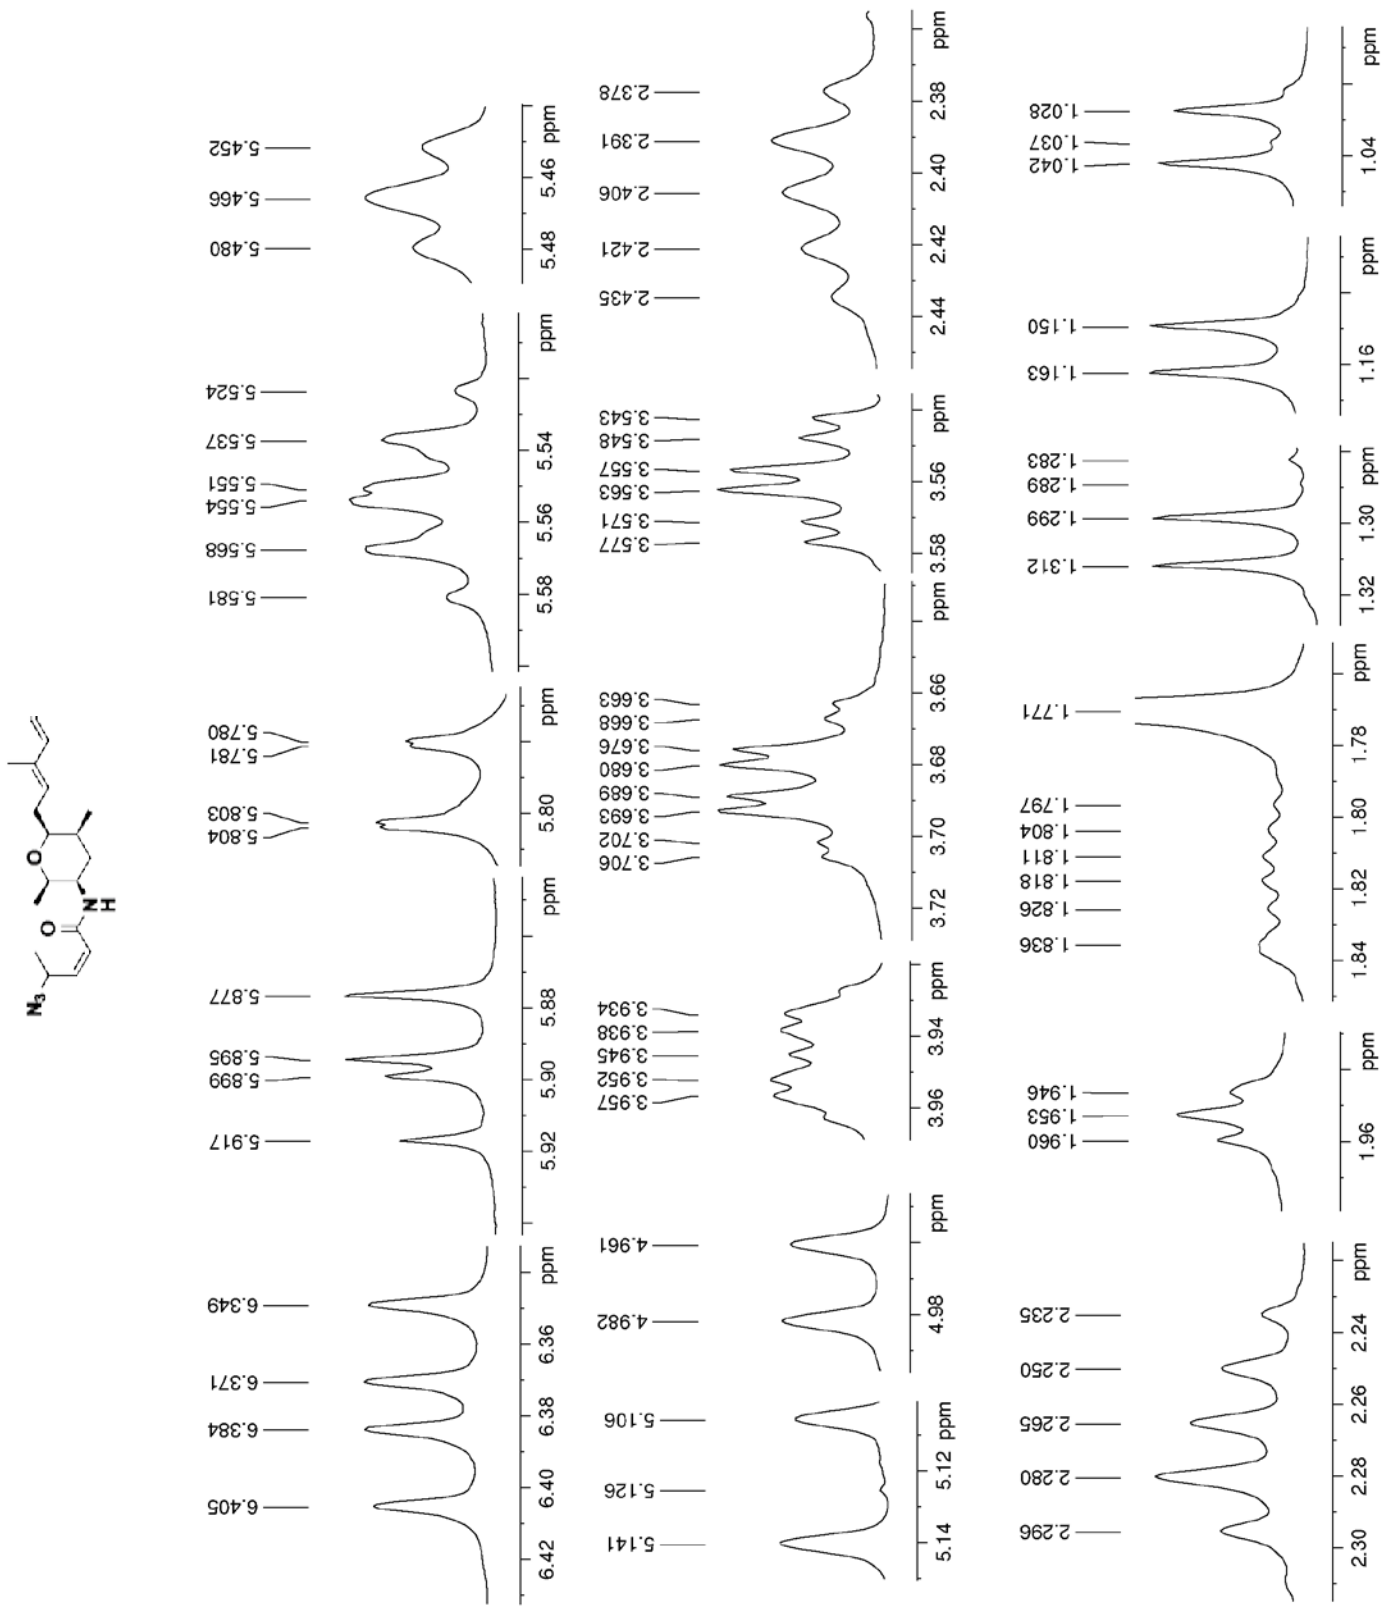 O
N₃
O
N
H
6.405 6.384 6.371 6.349 5.917 5.899 5.895 5.877 5.804 5.803 5.781 5.780 5.581 5.568 5.554 5.551 5.537 5.524 5.480 5.466 5.452
6.42 6.40 6.38 6.36 ppm 5.92 5.90 5.88 ppm 5.80 ppm 5.58 5.56 5.54 ppm 5.48 5.46 ppm
5.141 5.126 5.106 4.982 4.961 3.957 3.952 3.945 3.938 3.934 3.706 3.702 3.693 3.689 3.680 3.676 3.668 3.663 3.577 3.571 3.563 3.557 3.548 3.543 2.435 2.421 2.406 2.391 2.378
5.14 5.12 ppm 4.98 ppm 3.96 3.94 ppm 3.72 3.70 3.68 3.66 ppm 3.58 3.56 ppm 2.44 2.42 2.40 2.38 ppm
2.296 2.280 2.265 2.250 2.235 1.960 1.953 1.946 1.836 1.826 1.818 1.811 1.804 1.797 1.771 1.312 1.299 1.289 1.283 1.163 1.150 1.042 1.037 1.028
2.30 2.28 2.26 2.24 ppm 1.96 ppm 1.84 1.82 1.80 1.78 ppm 1.32 1.30 ppm 1.16 ppm 1.04 ppm